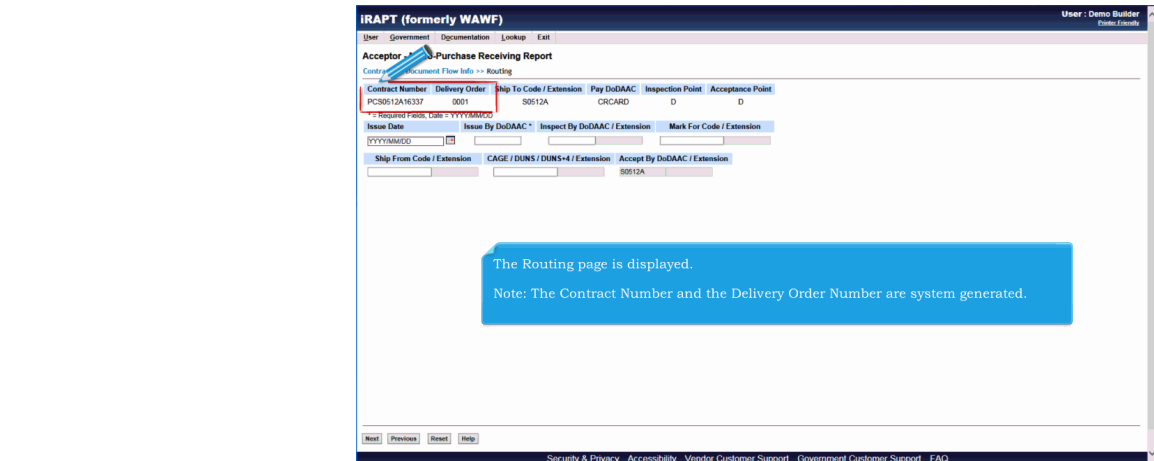 iRAPT (formerly WAWF)
User : Demo Builder
Printer Friendly
User Government Documentation Lookup Exit
Acceptor - -Purchase Receiving Report
Document Flow Info >> Routing
Contract Number Delivery Order Ship To Code / Extension Pay DoDAAC Inspection Point Acceptance Point
PCS0512A16337 0001 S0512A CRCARD D D
* = Required Fields, Date = YYYY/MM/DD
Issue Date Issue By DoDAAC * Inspect By DoDAAC / Extension Mark For Code / Extension
YYYY/MM/DD
Ship From Code / Extension CAGE / DUNS / DUNS+4 / Extension Accept By DoDAAC / Extension
S0512A
The Routing page is displayed.
Note: The Contract Number and the Delivery Order Number are system generated.
Next Previous Reset Help
Security & Privacy Accessibility Vendor Customer Support Government Customer Support FAQ